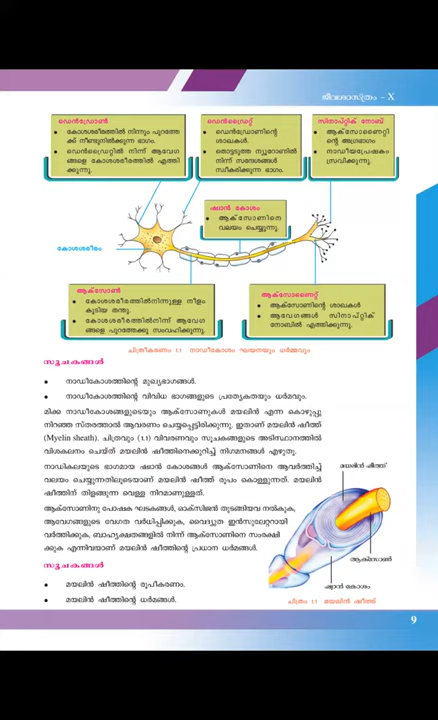 ജീവശാസ്ത്രം - X
ഡെൻഡ്രോൺ
• കോശശരീരത്തിൽ നിന്നും പുറത്തേ
ക്ക് നീണ്ടുനിൽക്കുന്ന ഭാഗം.
• ഡെൻഡ്രൈറ്റിൽ നിന്ന് ആവേഗ
ങ്ങളെ കോശശരീരത്തിൽ എത്തി
ക്കുന്നു.
ഡെൻഡ്രൈറ്റ്
• ഡെൻഡ്രോണിന്റെ
ശാഖകൾ.
• തൊട്ടടുത്ത ന്യൂറോണിൽ
നിന്ന് സന്ദേശങ്ങൾ
സ്വീകരിക്കുന്ന ഭാഗം.
സിനാപ്റ്റിക് നോബ്
• ആക്സോണൈറ്റി
ന്റെ അഗ്രഭാഗം
• നാഡീയപ്രേഷകം
സ്രവിക്കുന്നു.
ഷ്വാൻ കോശം
• ആക്സോണിനെ
വലയം ചെയ്യുന്നു.
കോശശരീരം
ആക്സോൺ
• കോശശരീരത്തിൽനിന്നുള്ള നീളം
കൂടിയ തന്തു.
• കോശശരീരത്തിൽനിന്ന് ആവേഗ
ങ്ങളെ പുറത്തേക്കു സംവഹിക്കുന്നു.
ആക്സോണൈറ്റ്
• ആക്സോണിന്റെ ശാഖകൾ
• ആവേഗങ്ങൾ സിനാപ്റ്റിക്
നോബിൽ എത്തിക്കുന്നു.
ചിത്രീകരണം 1.1 നാഡീകോശം ഘടനയും ധർമ്മവും
സൂചകങ്ങൾ
• നാഡീകോശത്തിന്റെ മുഖ്യഭാഗങ്ങൾ.
• നാഡീകോശത്തിന്റെ വിവിധ ഭാഗങ്ങളുടെ പ്രത്യേകതയും ധർമവും.
മിക്ക നാഡീകോശങ്ങളുടെയും ആക്സോണുകൾ മയലിൻ എന്ന കൊഴുപ്പു
നിറഞ്ഞ സ്തരത്താൽ ആവരണം ചെയ്യപ്പെട്ടിരിക്കുന്നു. ഇതാണ് മയലിൻ ഷീത്ത്
(Myelin sheath). ചിത്രവും (1.1) വിവരണവും സൂചകങ്ങളുടെ അടിസ്ഥാനത്തിൽ
വിശകലനം ചെയ്ത് മയലിൻ ഷീത്തിനെക്കുറിച്ച് നിഗമനങ്ങൾ എഴുതൂ.
നാഡികലയുടെ ഭാഗമായ ഷ്വാൻ കോശങ്ങൾ ആക്സോണിനെ ആവർത്തിച്ച്
വലയം ചെയ്യുന്നതിലൂടെയാണ് മയലിൻ ഷീത്ത് രൂപം കൊള്ളുന്നത്. മയലിൻ
ഷീത്തിന് തിളങ്ങുന്ന വെള്ള നിറമാണുള്ളത്.
ആക്സോണിനു പോഷക ഘടകങ്ങൾ, ഓക്സിജൻ തുടങ്ങിയവ നൽകുക,
ആവേഗങ്ങളുടെ വേഗത വർധിപ്പിക്കുക, വൈദ്യുത ഇൻസുലേറ്ററായി
വർത്തിക്കുക, ബാഹ്യക്ഷതങ്ങളിൽ നിന്ന് ആക്സോണിനെ സംരക്ഷി
ക്കുക എന്നിവയാണ് മയലിൻ ഷീത്തിന്റെ പ്രധാന ധർമങ്ങൾ.
സൂചകങ്ങൾ
• മയലിൻ ഷീത്തിന്റെ രൂപീകരണം.
• മയലിൻ ഷീത്തിന്റെ ധർമങ്ങൾ.
മയലിൻ ഷീത്ത്
ആക്സോൺ
ഷ്വാൻ കോശം
ചിത്രം 1.1 മയലിൻ ഷീത്ത്
9